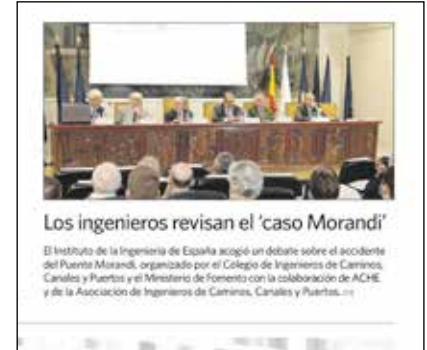 Los ingenieros revisan el 'caso Morandi'
El Instituto de la Ingeniería de España acogió un debate sobre el accidente
del Puente Morandi, organizado por el Colegio de Ingenieros de Caminos,
Canales y Puertos y el Ministerio de Fomento con la colaboración de ACHE
y de la Asociación de Ingenieros de Caminos, Canales y Puertos.